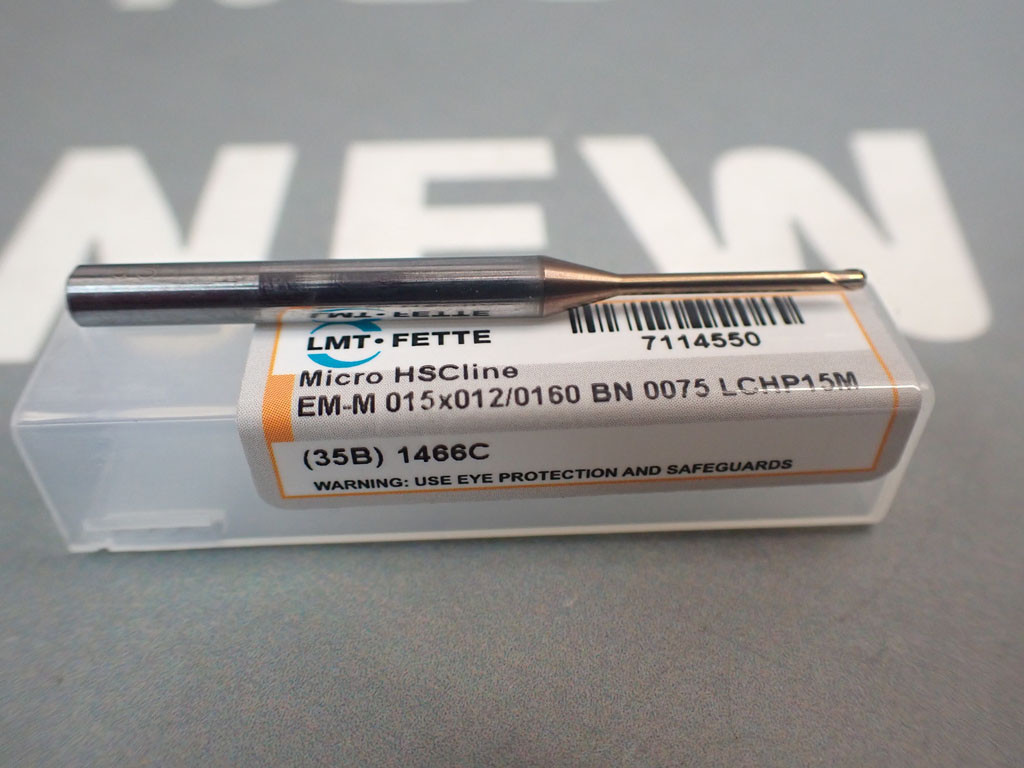 NEW
LMT • FETTE
7114550
Micro HSCline
EM-M 015x012/0160 BN 0075 LCHP15M
(35B) 1466C
WARNING: USE EYE PROTECTION AND SAFEGUARDS